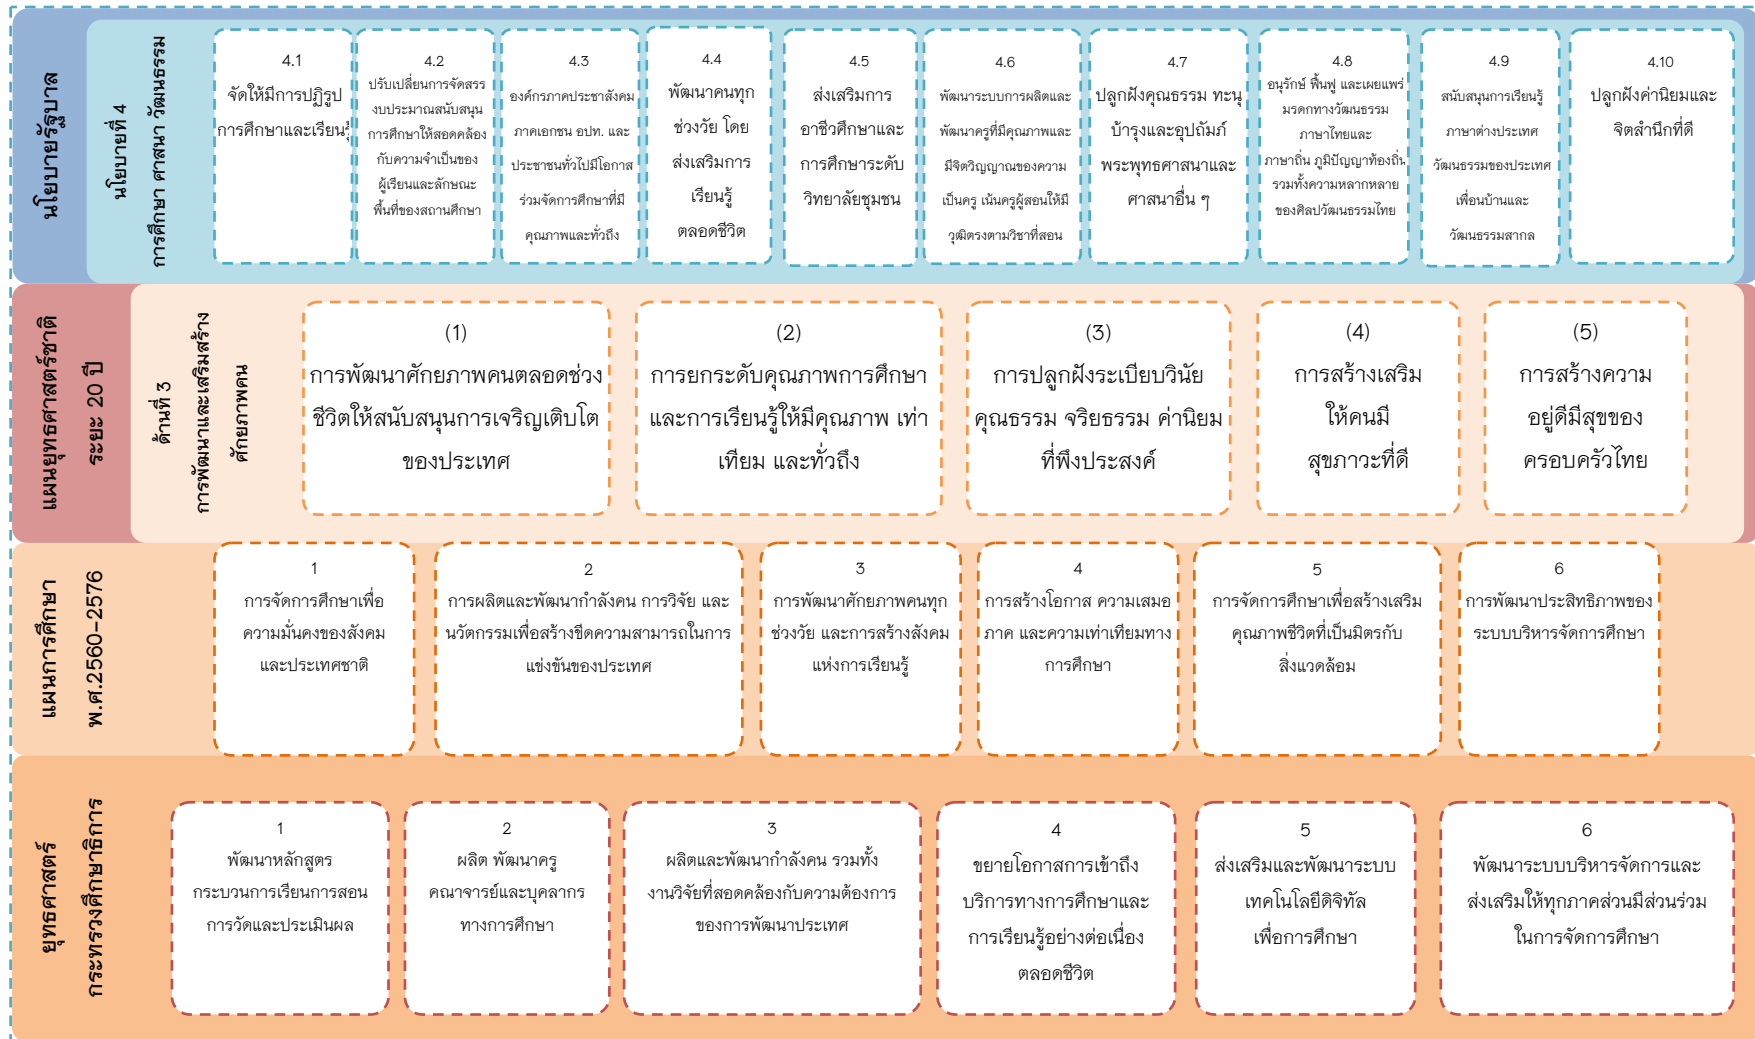 นโยบายรัฐบาล
นโยบายที่ 4
การศึกษา ศาสนา วัฒนธรรม
4.1
จัดให้มีการปฏิรูป
การศึกษาและเรียนรู้
4.2
ปรับเปลี่ยนการจัดสรร
งบประมาณสนับสนุน
การศึกษาให้สอดคล้อง
กับความจำเป็นของ
ผู้เรียนและลักษณะ
พื้นที่ของสถานศึกษา
4.3
องค์กรภาคประชาสังคม
ภาคเอกชน อปท. และ
ประชาชนทั่วไปมีโอกาส
ร่วมจัดการศึกษาที่มี
คุณภาพและทั่วถึง
4.4
พัฒนาคนทุก
ช่วงวัย โดย
ส่งเสริมการ
เรียนรู้
ตลอดชีวิต
4.5
ส่งเสริมการ
อาชีวศึกษาและ
การศึกษาระดับ
วิทยาลัยชุมชน
4.6
พัฒนาระบบการผลิตและ
พัฒนาครูที่มีคุณภาพและ
มีจิตวิญญาณของความ
เป็นครู เน้นครูผู้สอนให้มี
วุฒิตรงตามวิชาที่สอน
4.7
ปลูกฝังคุณธรรม ทะนุ
บำรุงและอุปถัมภ์
พระพุทธศาสนาและ
ศาสนาอื่น ๆ
4.8
อนุรักษ์ ฟื้นฟู และเผยแพร่
มรดกทางวัฒนธรรม
ภาษาไทยและ
ภาษาถิ่น ภูมิปัญญาท้องถิ่น
รวมทั้งความหลากหลาย
ของศิลปวัฒนธรรมไทย
4.9
สนับสนุนการเรียนรู้
ภาษาต่างประเทศ
วัฒนธรรมของประเทศ
เพื่อนบ้านและ
วัฒนธรรมสากล
4.10
ปลูกฝังค่านิยมและ
จิตสำนึกที่ดี
แผนยุทธศาสตร์ชาติ
ระยะ 20 ปี
ด้านที่ 3
การพัฒนาและเสริมสร้าง
ศักยภาพคน
(1)
การพัฒนาศักยภาพคนตลอดช่วง
ชีวิตให้สนับสนุนการเจริญเติบโต
ของประเทศ
(2)
การยกระดับคุณภาพการศึกษา
และการเรียนรู้ให้มีคุณภาพ เท่า
เทียม และทั่วถึง
(3)
การปลูกฝังระเบียบวินัย
คุณธรรม จริยธรรม ค่านิยม
ที่พึงประสงค์
(4)
การสร้างเสริม
ให้คนมี
สุขภาวะที่ดี
(5)
การสร้างความ
อยู่ดีมีสุขของ
ครอบครัวไทย
แผนการศึกษา
พ.ศ.2560-2576
1
การจัดการศึกษาเพื่อ
ความมั่นคงของสังคม
และประเทศชาติ
2
การผลิตและพัฒนากำลังคน การวิจัย และ
นวัตกรรมเพื่อสร้างขีดความสามารถในการ
แข่งขันของประเทศ
3
การพัฒนาศักยภาพคนทุก
ช่วงวัย และการสร้างสังคม
แห่งการเรียนรู้
4
การสร้างโอกาส ความเสมอ
ภาค และความเท่าเทียมทาง
การศึกษา
5
การจัดการศึกษาเพื่อสร้างเสริม
คุณภาพชีวิตที่เป็นมิตรกับ
สิ่งแวดล้อม
6
การพัฒนาประสิทธิภาพของ
ระบบบริหารจัดการศึกษา
ยุทธศาสตร์
กระทรวงศึกษาธิการ
1
พัฒนาหลักสูตร
กระบวนการเรียนการสอน
การวัดและประเมินผล
2
ผลิต พัฒนาครู
คณาจารย์และบุคลากร
ทางการศึกษา
3
ผลิตและพัฒนากำลังคน รวมทั้ง
งานวิจัยที่สอดคล้องกับความต้องการ
ของการพัฒนาประเทศ
4
ขยายโอกาสการเข้าถึง
บริการทางการศึกษาและ
การเรียนรู้อย่างต่อเนื่อง
ตลอดชีวิต
5
ส่งเสริมและพัฒนาระบบ
เทคโนโลยีดิจิทัล
เพื่อการศึกษา
6
พัฒนาระบบบริหารจัดการและ
ส่งเสริมให้ทุกภาคส่วนมีส่วนร่วม
ในการจัดการศึกษา